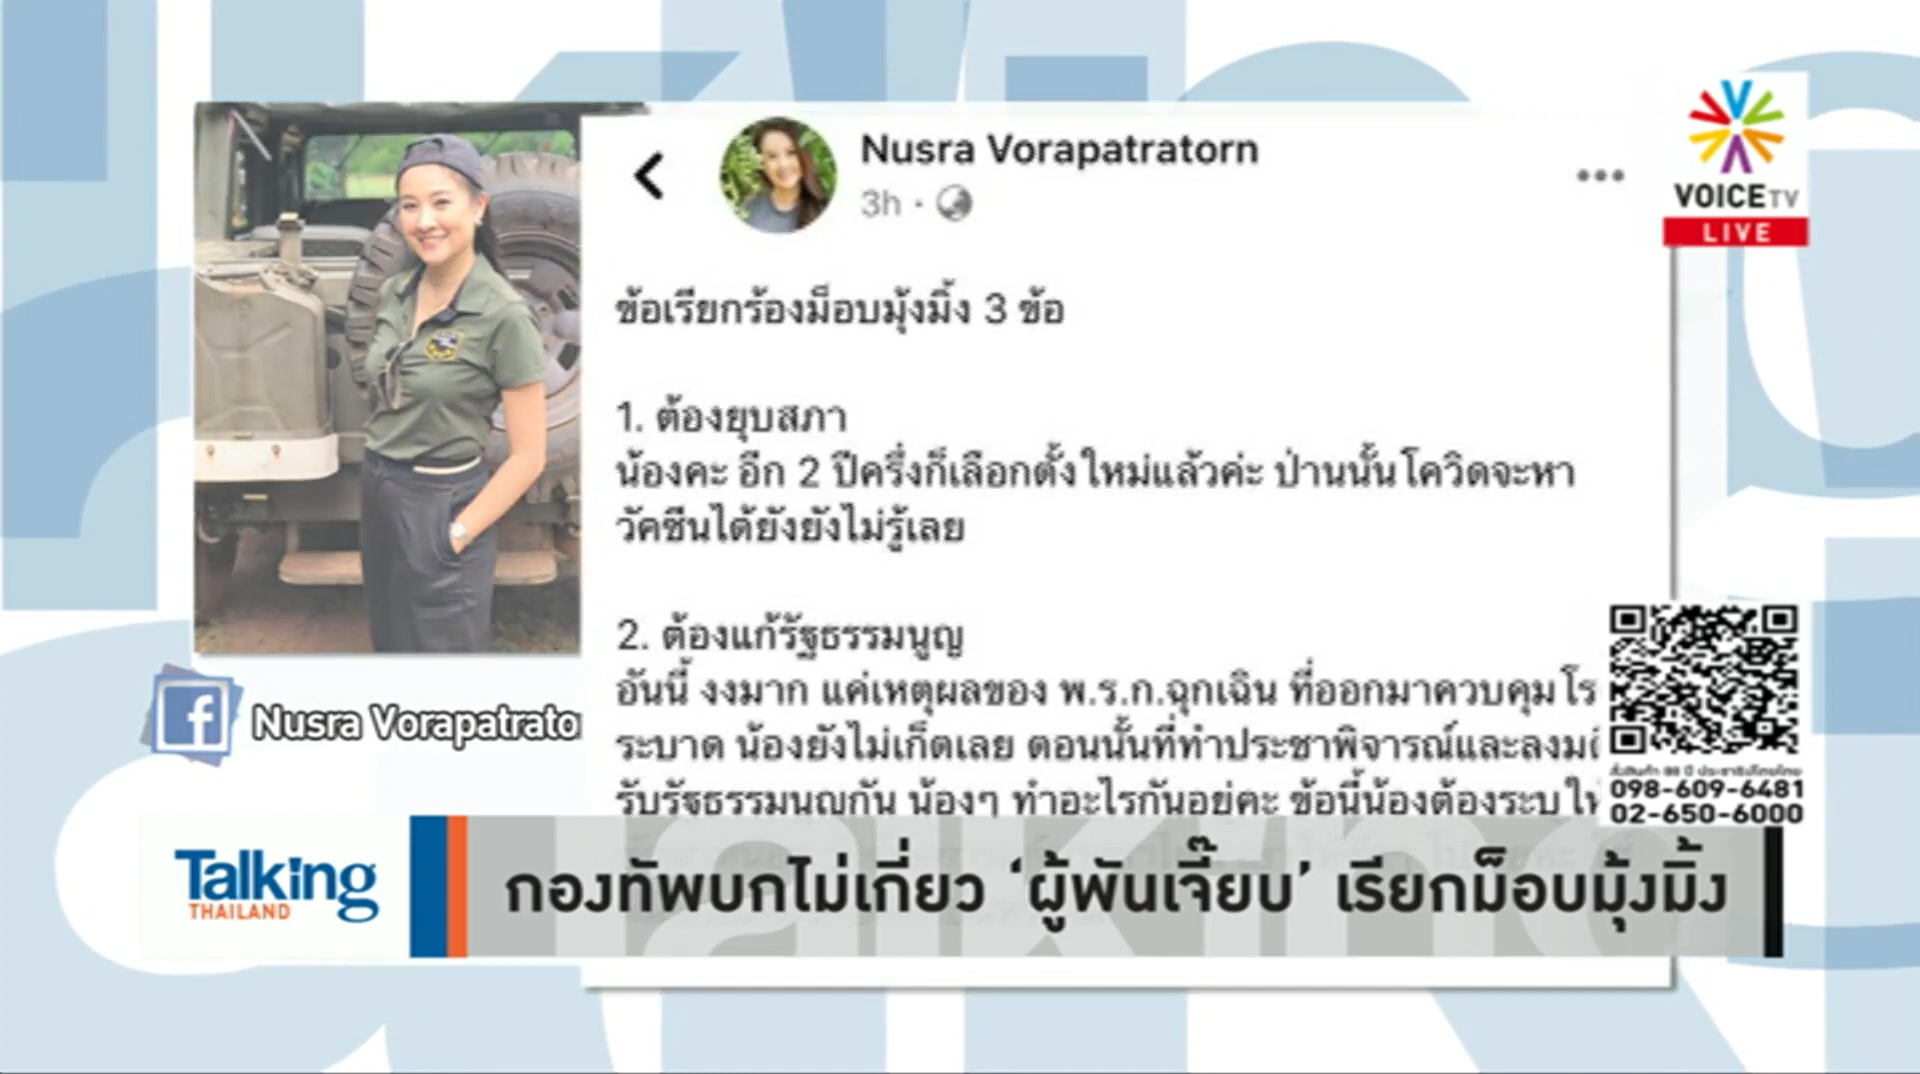 Nusra Vorapatratorn
3h
VOICE TV
LIVE
ข้อเรียกร้องม็อบมุ้งมิ้ง 3 ข้อ
1. ต้องยุบสภา
น้องคะ อีก 2 ปีครึ่งก็เลือกตั้งใหม่แล้วค่ะ ป่านนั้นโควิดจะหา
วัคซีนได้ยังยังไม่รู้เลย
2. ต้องแก้รัฐธรรมนูญ
อันนี้ งงมาก แค่เหตุผลของ พ.ร.ก.ฉุกเฉิน ที่ออกมาควบคุมโร
ระบาด น้องยังไม่เก็ตเลย ตอนนั้นที่ทำประชาพิจารณ์และลงม
รับรัฐธรรมนูญกัน น้องๆ ทำอะไรกันอยู่คะ ข้อนี้น้องต้องระบุ
Nusra Vorapatrato
098-609-6481
02-650-6000
Talking
THAILAND
กองทัพบกไม่เกี่ยว ‘ผู้พันเจี๊ยบ’ เรียกม็อบมุ้งมิ้ง